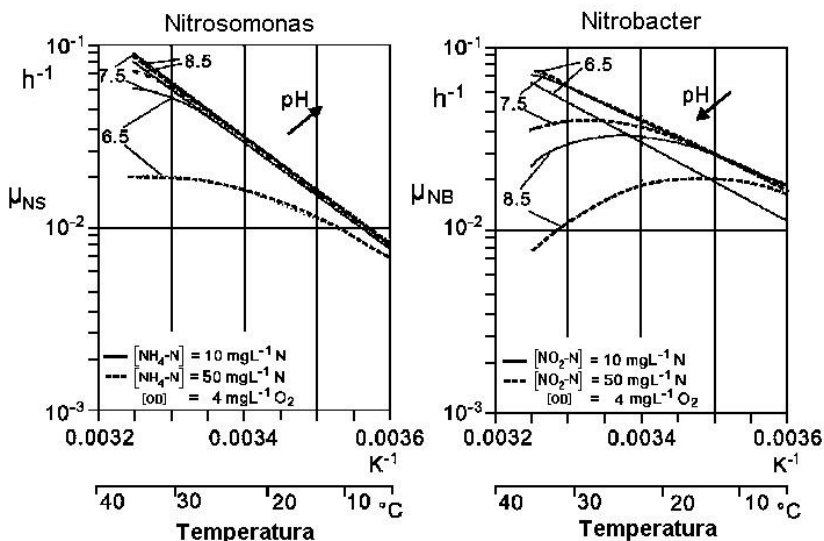 Nitrosomonas
10⁻¹
h⁻¹
8.5
7.5
pH
6.5
μNS
10⁻²
[NH₄-N] = 10 mgL⁻¹ N
[NH₄-N] = 50 mgL⁻¹ N
[OD] = 4 mgL⁻¹ O₂
10⁻³
0.0032 0.0034 0.0036
K⁻¹
40 30 20 10 °C
Temperatura
Nitrobacter
10⁻¹
h⁻¹
6.5
7.5
pH
8.5
μNB
10⁻²
[NO₂-N] = 10 mgL⁻¹ N
[NO₂-N] = 50 mgL⁻¹ N
[OD] = 4 mgL⁻¹ O₂
10⁻³
0.0032 0.0034 0.0036
K⁻¹
40 30 20 10 °C
Temperatura